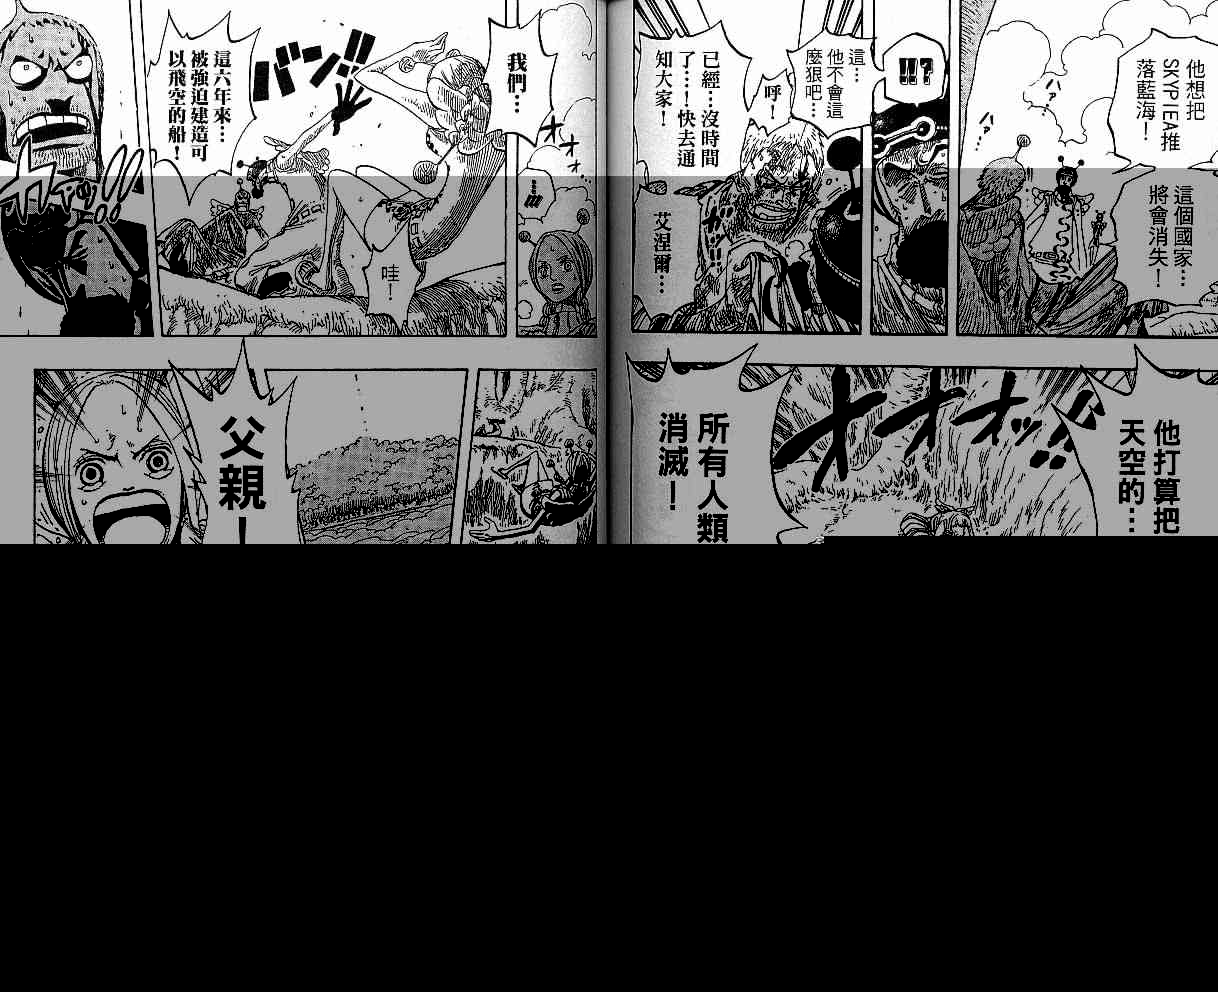 他想把
SKYPIEA推
落藍海！
這個國家…
將會消失！
!!?
這…
他不會這
麼狠吧…
呼！
已經…沒時間
了…！快去通
知大家！
艾涅爾…
他打算把
天空的…
オオオオッ!!
所有人類
消滅！
我們…
…!!!
バン!!
這六年來…
被強迫建造可
以飛空的船！
哇！
父親！